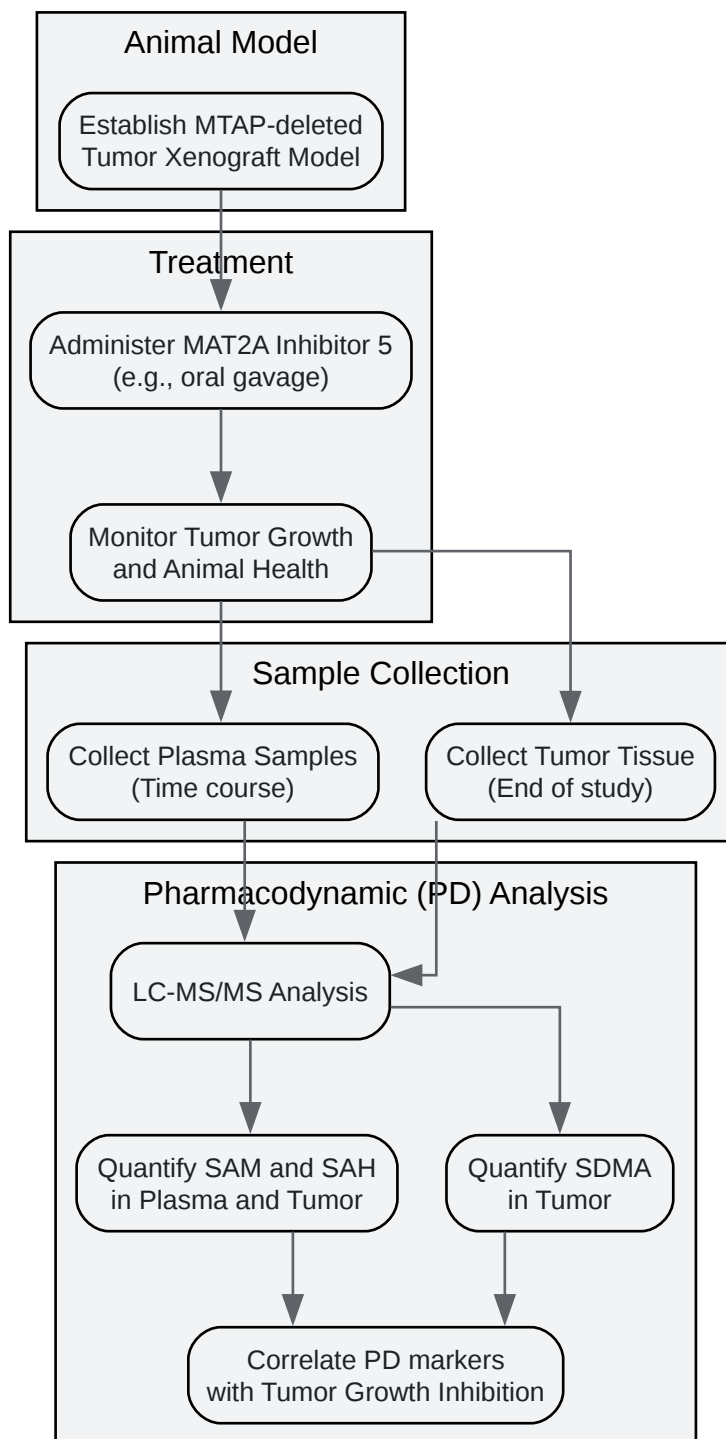 Animal Model
Establish MTAP-deleted
Tumor Xenograft Model
Treatment
Administer MAT2A Inhibitor 5
(e.g., oral gavage)
Monitor Tumor Growth
and Animal Health
Sample Collection
Collect Plasma Samples
(Time course)
Collect Tumor Tissue
(End of study)
Pharmacodynamic (PD) Analysis
LC-MS/MS Analysis
Quantify SAM and SAH
in Plasma and Tumor
Quantify SDMA
in Tumor
Correlate PD markers
with Tumor Growth Inhibition